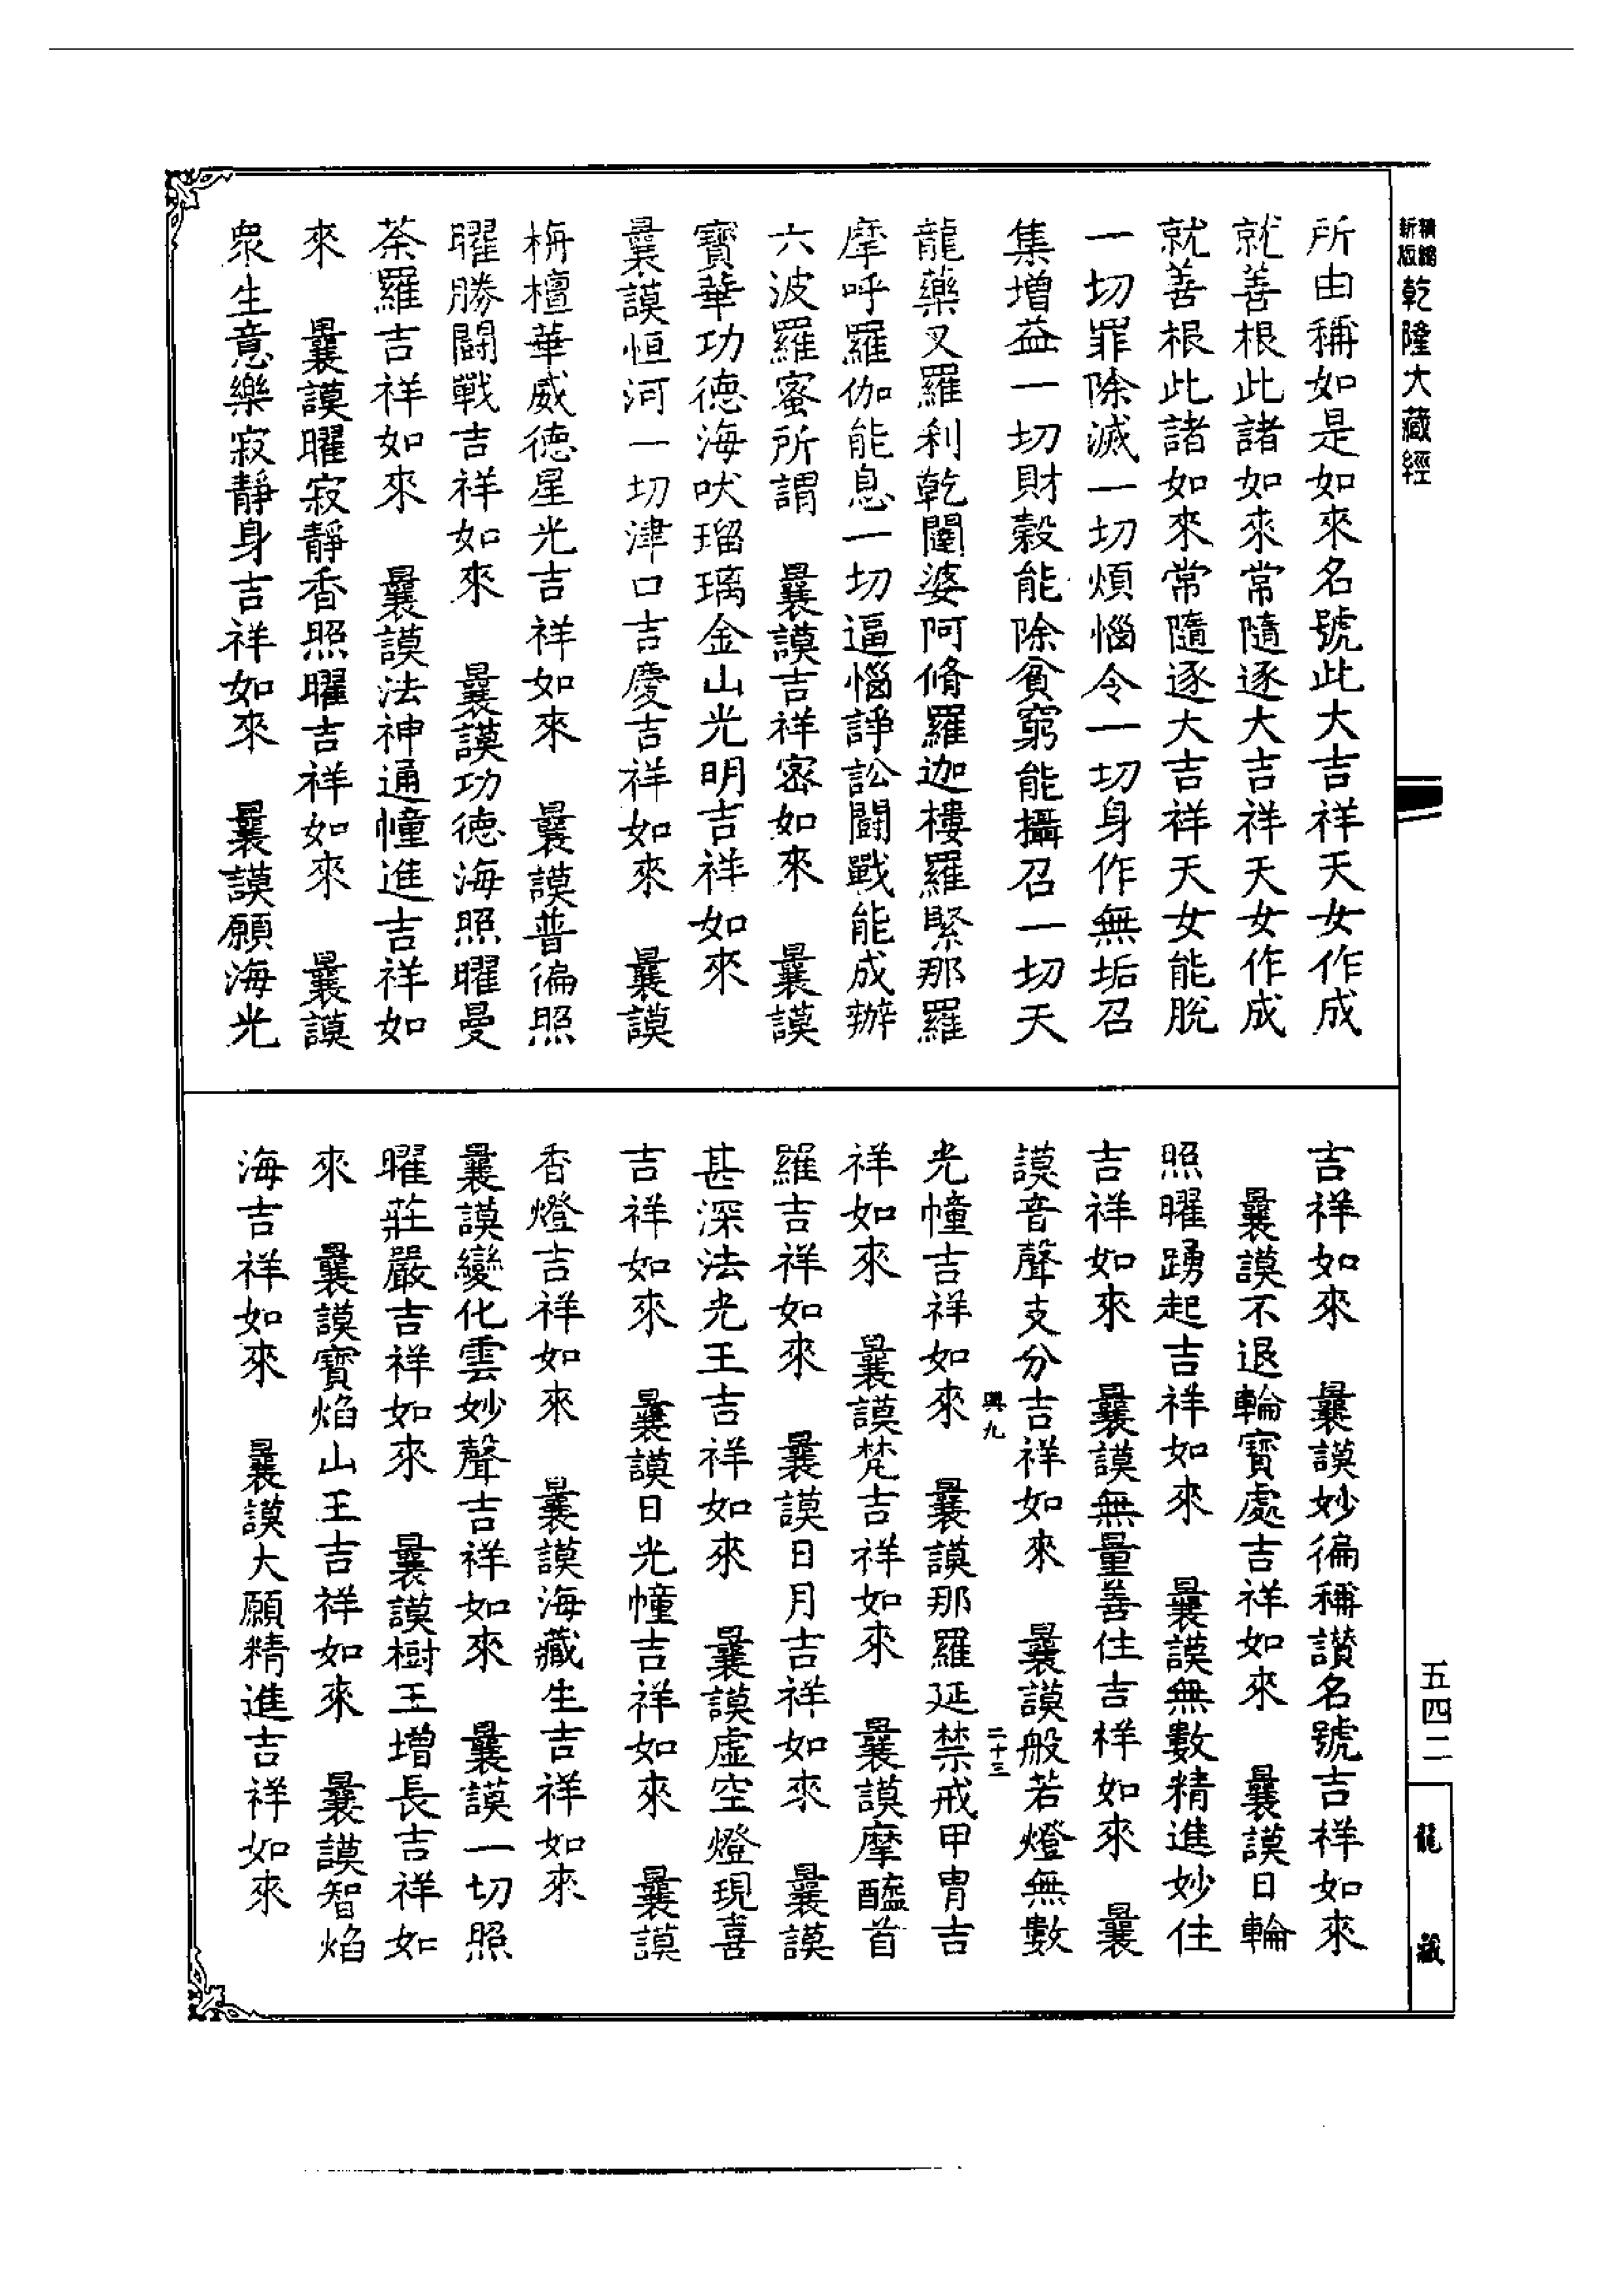 精縮
新版
乾隆大藏經
所由稱如是如來名號此大吉祥天女作成
就善根此諸如來常隨逐大吉祥天女作成
就善根此諸如來常隨逐大吉祥天女能脫
一切罪除滅一切煩惱令一切身作無垢召
集增益一切財穀能除貧窮能攝召一切天
龍藥叉羅剎乾闥婆阿脩羅迦樓羅緊那羅
摩呼羅伽能息一切逼惱諍訟鬭戰能成辦
六波羅蜜所謂　曩謨吉祥密如來　曩謨
寶華功德海吠瑠璃金山光明吉祥如來
曩謨恒河一切津口吉慶吉祥如來　曩謨
栴檀華威德星光吉祥如來　曩謨普徧照
曜勝鬭戰吉祥如來　曩謨功德海照曜曼
茶羅吉祥如來　曩謨法神通幢進吉祥如
來　曩謨曜寂靜香照曜吉祥如來　曩謨
衆生意樂寂靜身吉祥如來　曩謨願海光
吉祥如來　曩謨妙徧稱讚名號吉祥如來
曩謨不退輪寶處吉祥如來　曩謨日輪
照曜踴起吉祥如來　曩謨無數精進妙住
吉祥如來　曩謨無量善住吉祥如來　曩
謨音聲支分吉祥如來　曩謨般若燈無數
興九　二十三
光幢吉祥如來　曩謨那羅延禁戒甲冑吉
祥如來　曩謨梵吉祥如來　曩謨摩醯首
羅吉祥如來　曩謨日月吉祥如來　曩謨
甚深法光王吉祥如來　曩謨虛空燈現喜
吉祥如來　曩謨日光幢吉祥如來　曩謨
香燈吉祥如來　曩謨海藏生吉祥如來
曩謨變化雲妙聲吉祥如來　曩謨一切照
曜莊嚴吉祥如來　曩謨樹王增長吉祥如
來　曩謨寶焰山王吉祥如來　曩謨智焰
海吉祥如來　曩謨大願精進吉祥如來
五四二
龍藏